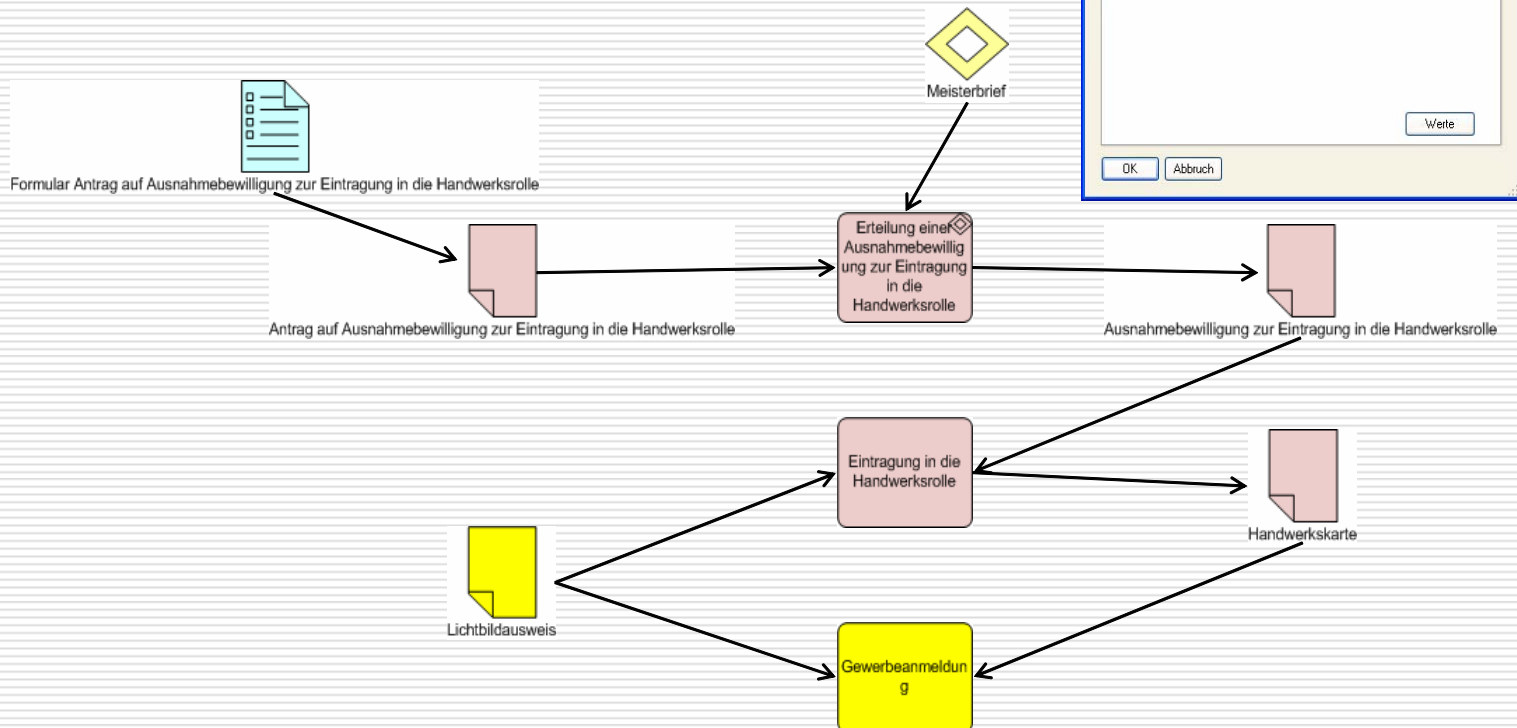 Meisterbrief
Werte
OK
Abbruch
Formular Antrag auf Ausnahmebewilligung zur Eintragung in die Handwerksrolle
Erteilung einer
Ausnahmebewillig
ung zur Eintragung
in die
Handwerksrolle
Antrag auf Ausnahmebewilligung zur Eintragung in die Handwerksrolle
Ausnahmebewilligung zur Eintragung in die Handwerksrolle
Eintragung in die
Handwerksrolle
Handwerkskarte
Lichtbildausweis
Gewerbeanmeldun
g